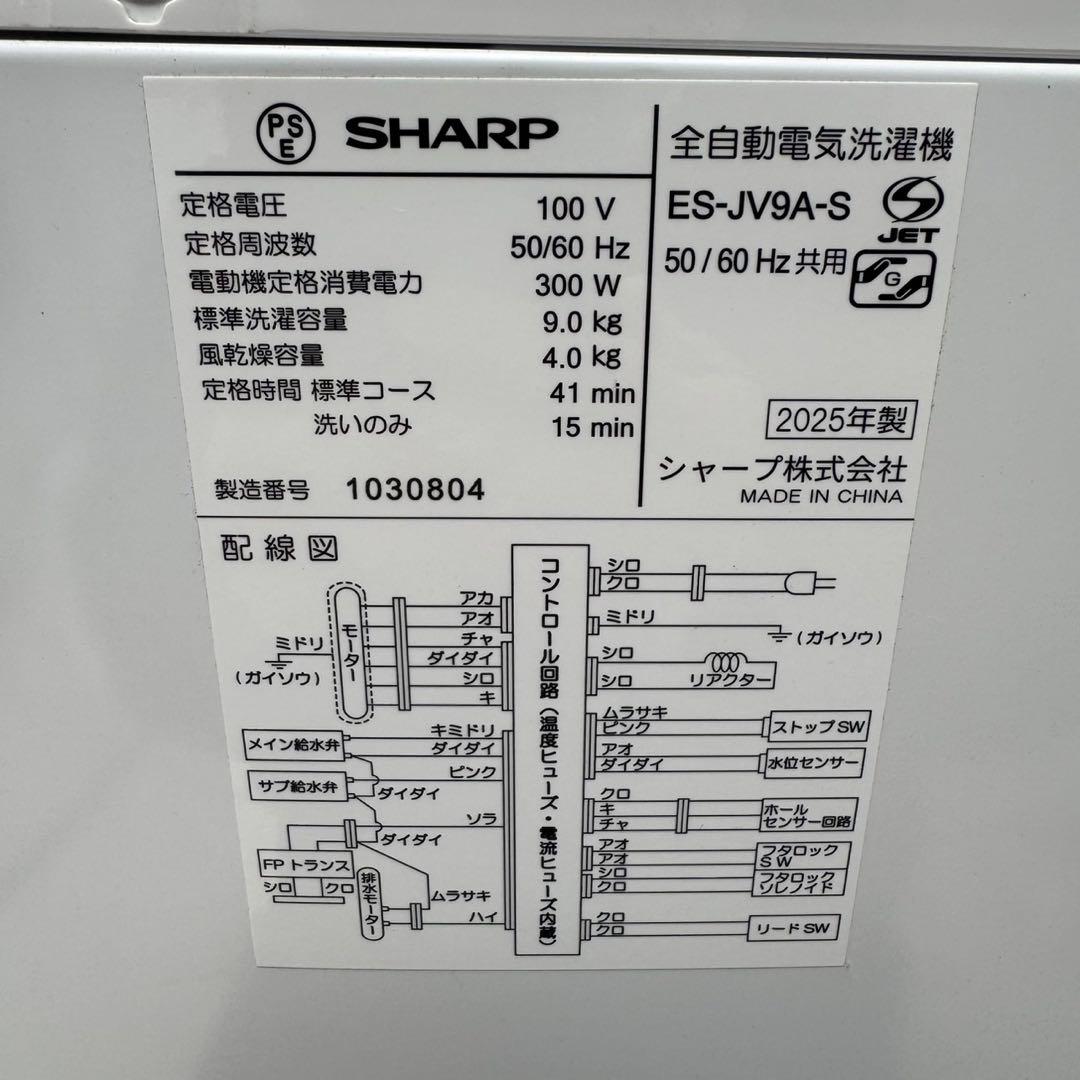 PSE SHARP
定格電圧 100 V
定格周波数 50/60 Hz
電動機定格消費電力 300 W
標準洗濯容量 9.0 kg
風乾燥容量 4.0 kg
定格時間 標準コース 41 min
洗いのみ 15 min
製造番号 1030804
全自動電気洗濯機
ES-JV9A-S
JET
50/60 Hz 共用
G
2025年製
シャープ株式会社
MADE IN CHINA
配線図
モーター
ミドリ
(ガイソウ)
アカ
アオ
チャ
ダイダイ
シロ
キ
メイン給水弁
キミドリ
ダイダイ
サブ給水弁
ピンク
ダイダイ
ソラ
ダイダイ
FPトランス
シロ
クロ
排水モーター
ムラサキ
ハイ
コントロール回路(温度ヒューズ・電流ヒューズ内蔵)
シロ
クロ
ミドリ
(ガイソウ)
シロ
シロ
リアクター
ムラサキ
ピンク
ストップSW
アオ
ダイダイ
水位センサー
クロ
キ
チャ
ホール
センサー回路
アオ
アオ
フタロック
SW
シロ
クロ
フタロック
ソレノイド
クロ
クロ
リードSW